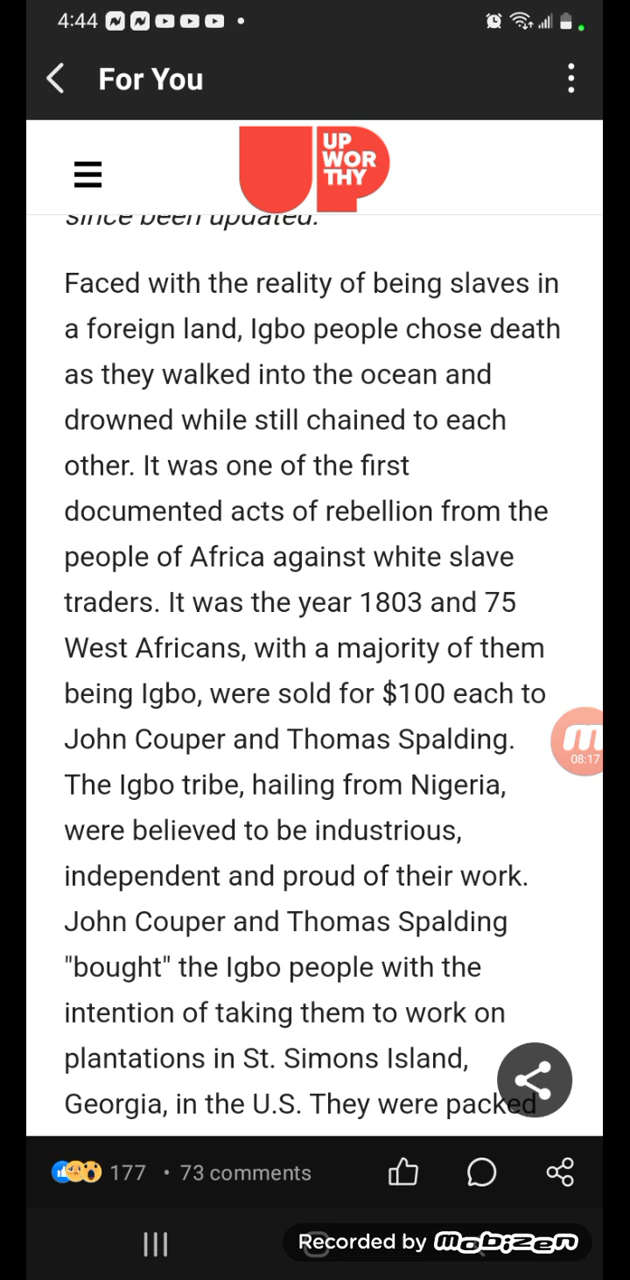 4:44
For You
UP
WOR
THY
since been updated.
Faced with the reality of being slaves in
a foreign land, Igbo people chose death
as they walked into the ocean and
drowned while still chained to each
other. It was one of the first
documented acts of rebellion from the
people of Africa against white slave
traders. It was the year 1803 and 75
West Africans, with a majority of them
being Igbo, were sold for $100 each to
John Couper and Thomas Spalding.
08:17
The Igbo tribe, hailing from Nigeria,
were believed to be industrious,
independent and proud of their work.
John Couper and Thomas Spalding
"bought" the Igbo people with the
intention of taking them to work on
plantations in St. Simons Island,
Georgia, in the U.S. They were packed
177 • 73 comments
Recorded by mobizen